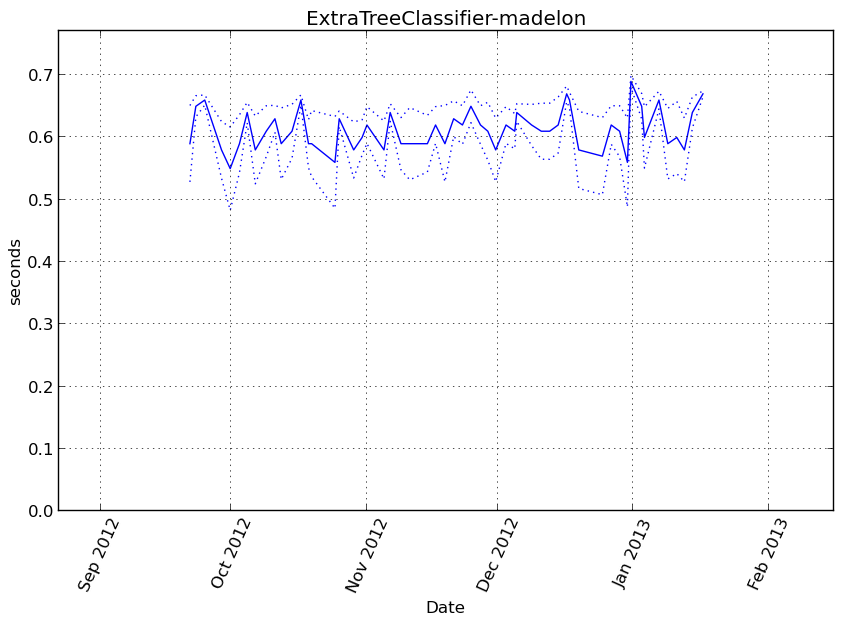 ExtraTreeClassifier-madelon
0.7
0.6
0.5
0.4
0.3
0.2
0.1
0.0
seconds
Sep 2012
Oct 2012
Nov 2012
Dec 2012
Jan 2013
Feb 2013
Date